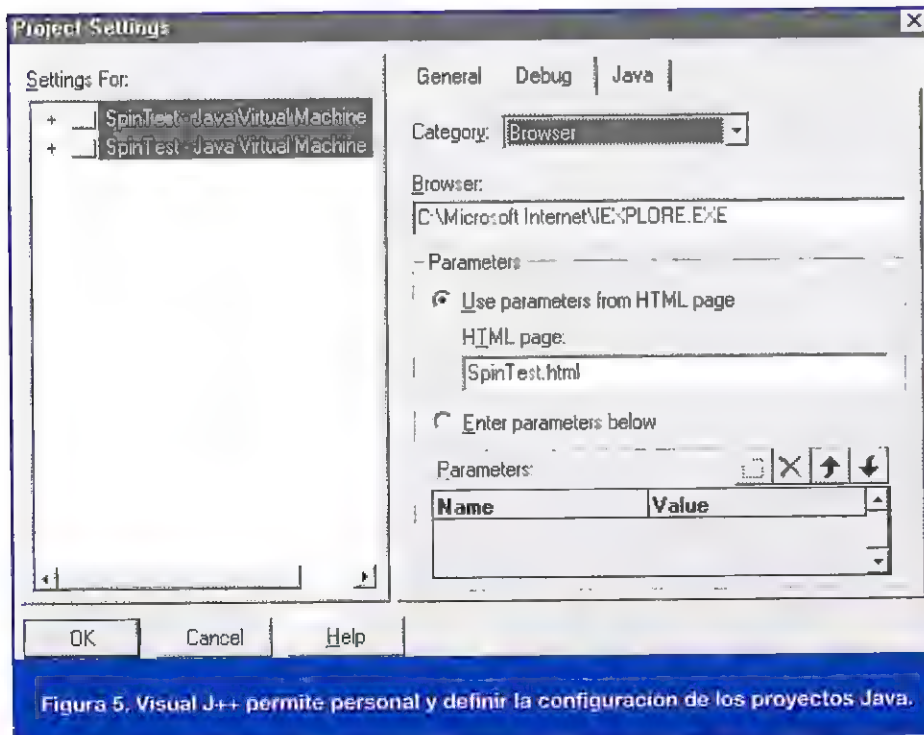 Project Settings
Settings For:
SpinTest - Java Virtual Machine
SpinTest - Java Virtual Machine
General Debug Java
Category: Browser
Browser:
C:\Microsoft Internet\IEXPLORE.EXE
Parameters
Use parameters from HTML page
HTML page:
SpinTest.html
Enter parameters below
Parameters:
Name Value
OK Cancel Help
Figura 5. Visual J++ permite personal y definir la configuración de los proyectos Java.